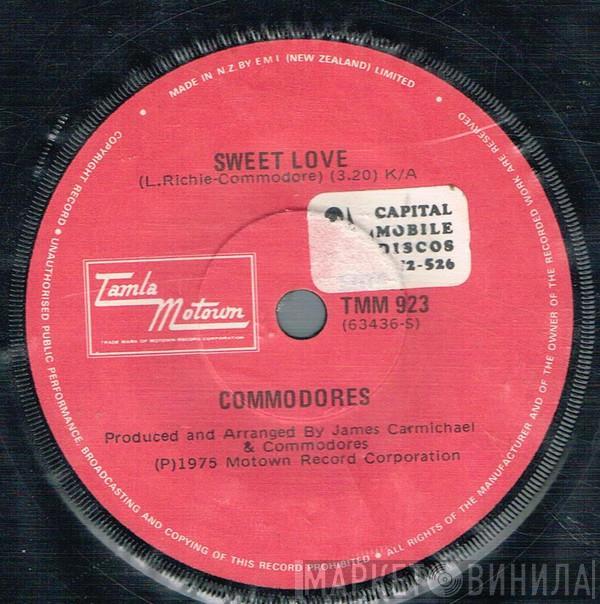 MADE IN N.Z. BY E M I (NEW ZEALAND) LIMITED •
SWEET LOVE
(L.Richie-Commodore) (3.20) K/A
CAPITAL
MOBILE
DISCOS
2-526
Tamla
Motown
TRADE MARK OF MOTOWN RECORD CORPORATION
TMM 923
(63436-S)
COMMODORES
Produced and Arranged By James Carmichael
& Commodores
(P)1975 Motown Record Corporation
COPYRIGHT RECORD • UNAUTHORISED PUBLIC PERFORMANCE, BROADCASTING AND COPYING OF THIS RECORD PROHIBITED •
ALL RIGHTS OF THE MANUFACTURER AND OF THE OWNER OF THE RECORDED WORK ARE RESERVED
МАРКЕТ ВИНИЛА